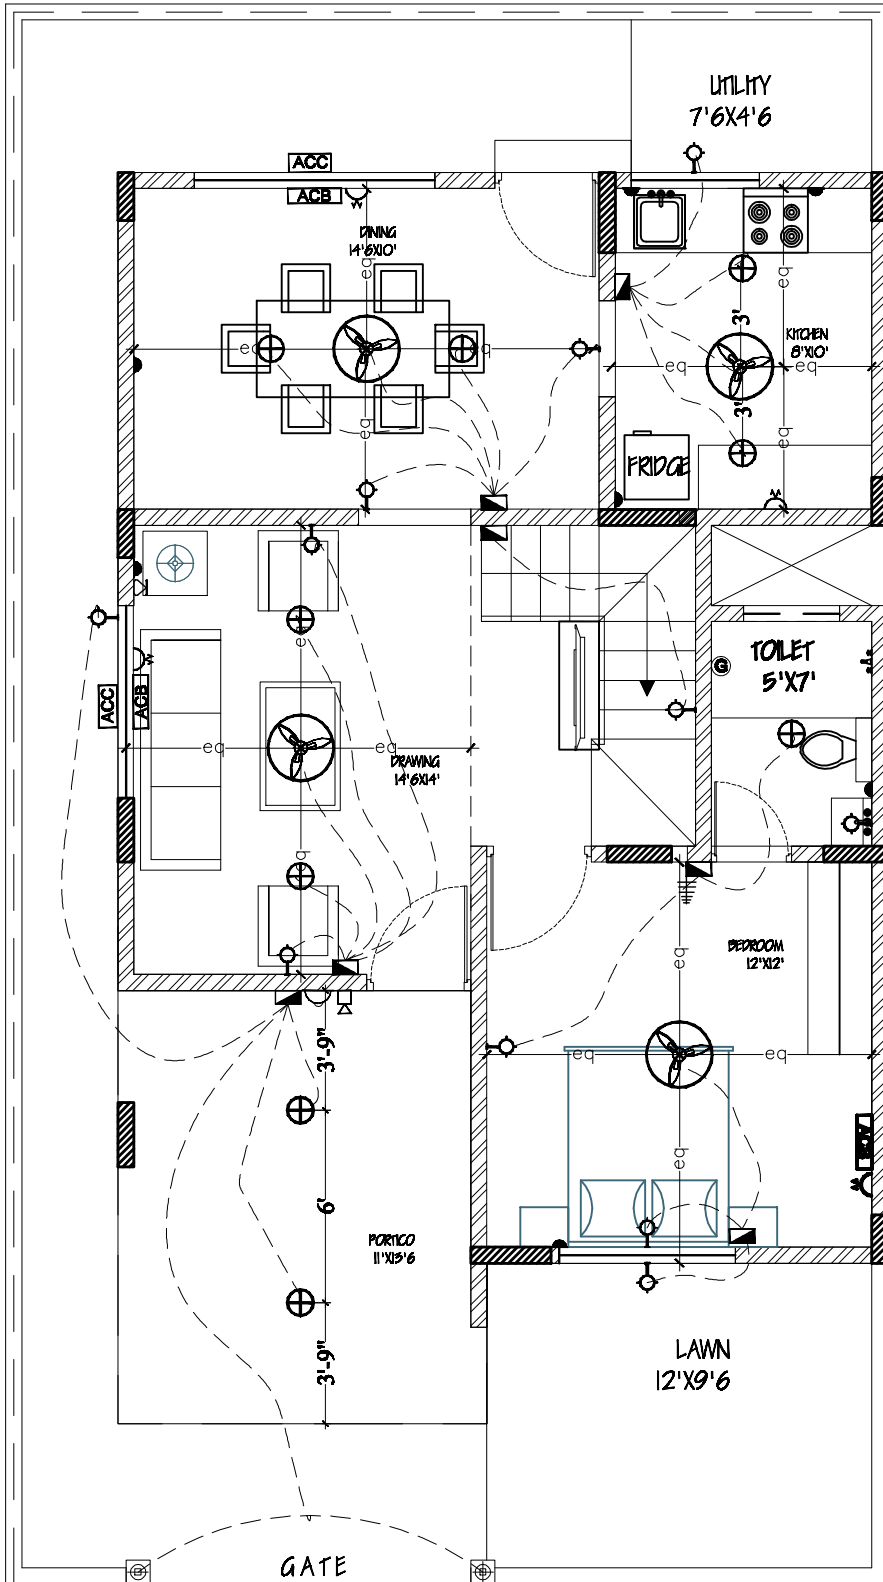 UTILITY
7'6X4'6
ACC
ACB
DINING
14'6X10'
eq
eq
eq
eq
3'
KITCHEN
8'X10'
eq
eq
eq
eq
3'
FRIDGE
TOILET
5'X7'
G
ACC
ACB
eq
eq
eq
DRAWING
14'6X14'
eq
BEDROOM
12'X12'
eq
eq
eq
eq
3'-9"
6'
PORTICO
11'X13'6
3'-9"
LAWN
12'X9'6
GATE